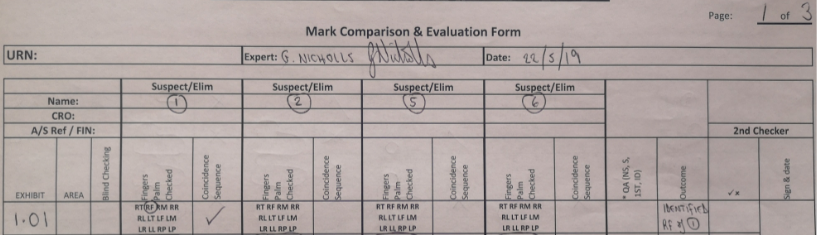 Page: 1 of 3
Mark Comparison & Evaluation Form
URN: Expert: G. NICHOLLS GNicholls Date: 22/5/19
Suspect/Elim Suspect/Elim Suspect/Elim Suspect/Elim
Name: 1 2 5 6
CRO:
A/S Ref / FIN: 2nd Checker
EXHIBIT AREA Blind Checking Fingers Palm Checked Coincidence Sequence Fingers Palm Checked Coincidence Sequence Fingers Palm Checked Coincidence Sequence Fingers Palm Checked Coincidence Sequence * QA (NS, S, 1ST, ID) Outcome ✓ x Sign & date
1.01 RT RF RM RR ✓ RT RF RM RR RT RF RM RR RT RF RM RR IDENTIFIED
RL LT LF LM RL LT LF LM RL LT LF LM RL LT LF LM RF of 1
LR LL RP LP LR LL RP LP LR LL RP LP LR LL RP LP